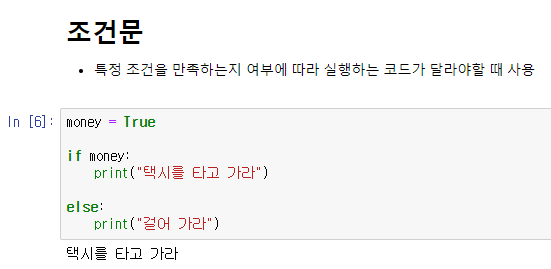 조건문
• 특정 조건을 만족하는지 여부에 따라 실행하는 코드가 달라야할 때 사용
In [6]: money = True
if money:
    print("택시를 타고 가라")
else:
    print("걸어 가라")
택시를 타고 가라